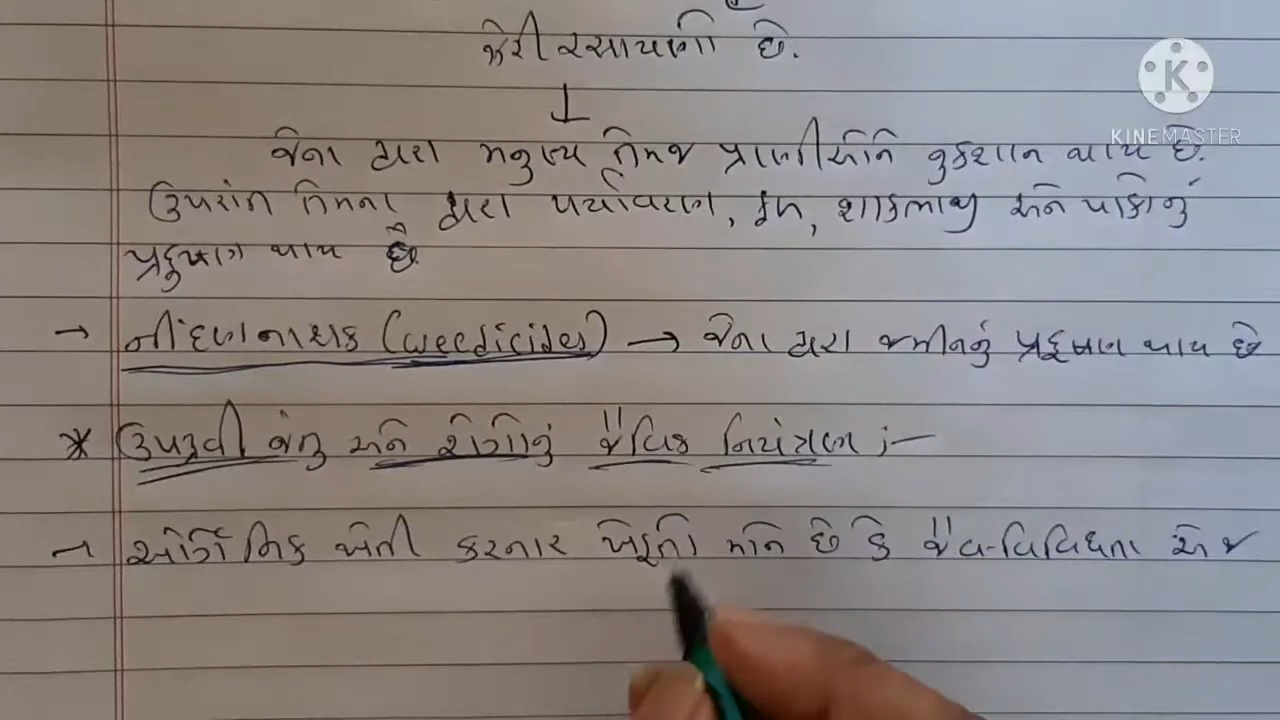 ઝેરી રસાયણો છે.
KINEMASTER
↓
જેના દ્વારા મનુષ્ય તેમજ પ્રાણીઓને નુકશાન થાય છે.
ઉપરાંત તેમના દ્વારા પર્યાવરણ, ફળ, શાકભાજી અને પાકોનું
પ્રદુષણ થાય છે.
→ નીંદણનાશક (weedicides) → જેના દ્વારા જમીનનું પ્રદૂષણ થાય છે
* ઉપદ્રવી જંતુ અને રોગોનું જૈવિક નિયંત્રણ :-
→ ઓર્ગેનિક ખેતી કરનાર ખેડૂતો માને છે કે જૈવ-વિવિધતા એ જ